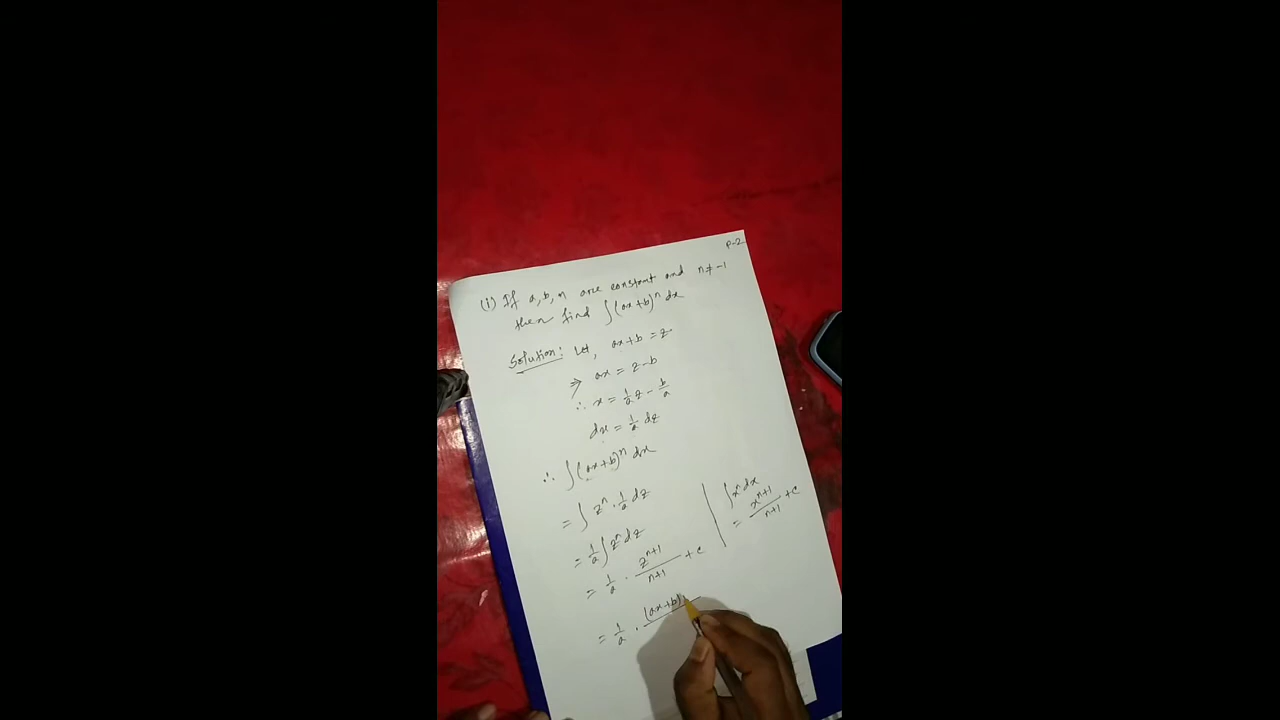 P-2
(i) If a, b, n are constant and n ≠ -1
then find ∫(ax+b)^n dx
Solution: Let, ax+b = z
⇒ ax = z-b
∴ x = 1/a z - b/a
dx = 1/a dz
∴ ∫(ax+b)^n dx
= ∫ z^n · 1/a dz
= 1/a ∫ z^n dz
= 1/a · z^(n+1)/(n+1) + c
= 1/a · (ax+b)
∫x^n dx
= x^(n+1)/(n+1) + c